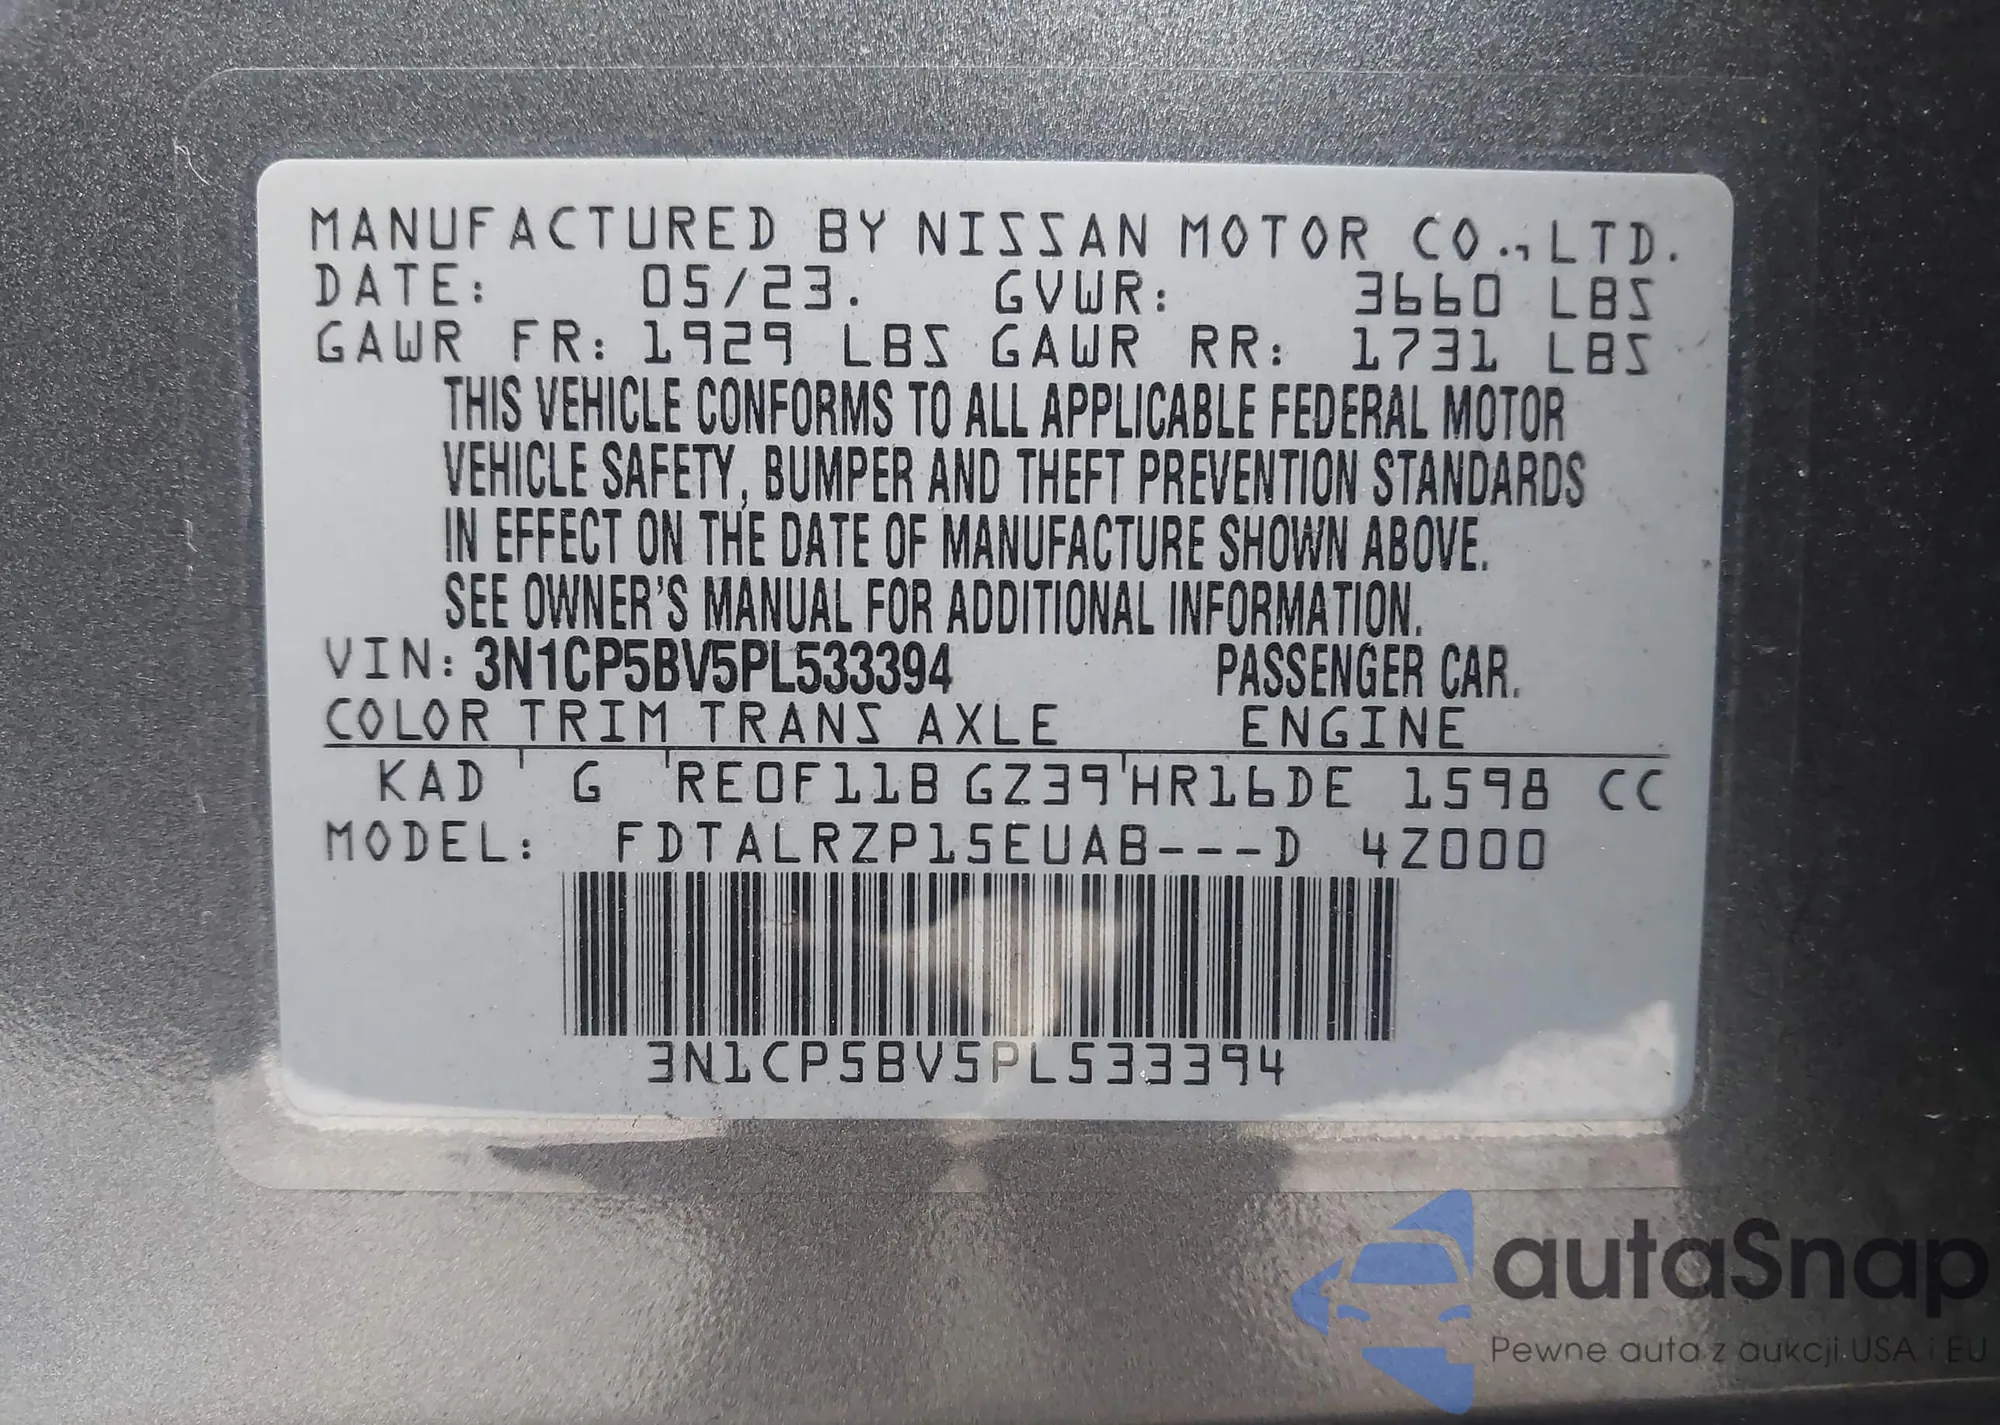 MANUFACTURED BY NISSAN MOTOR CO., LTD.
DATE: 05/23. GVWR: 3660 LBS
GAWR FR: 1929 LBS GAWR RR: 1731 LBS
THIS VEHICLE CONFORMS TO ALL APPLICABLE FEDERAL MOTOR
VEHICLE SAFETY, BUMPER AND THEFT PREVENTION STANDARDS
IN EFFECT ON THE DATE OF MANUFACTURE SHOWN ABOVE.
SEE OWNER'S MANUAL FOR ADDITIONAL INFORMATION.
VIN: 3N1CP5BV5PL533394 PASSENGER CAR.
COLOR TRIM TRANS AXLE ENGINE
KAD G RE0F11B GZ39 HR16DE 1598 CC
MODEL: FDTALRZP15EUAB---D 4Z000
3N1CP5BV5PL533394
autaSnap
Pewne auta z aukcji USA i EU